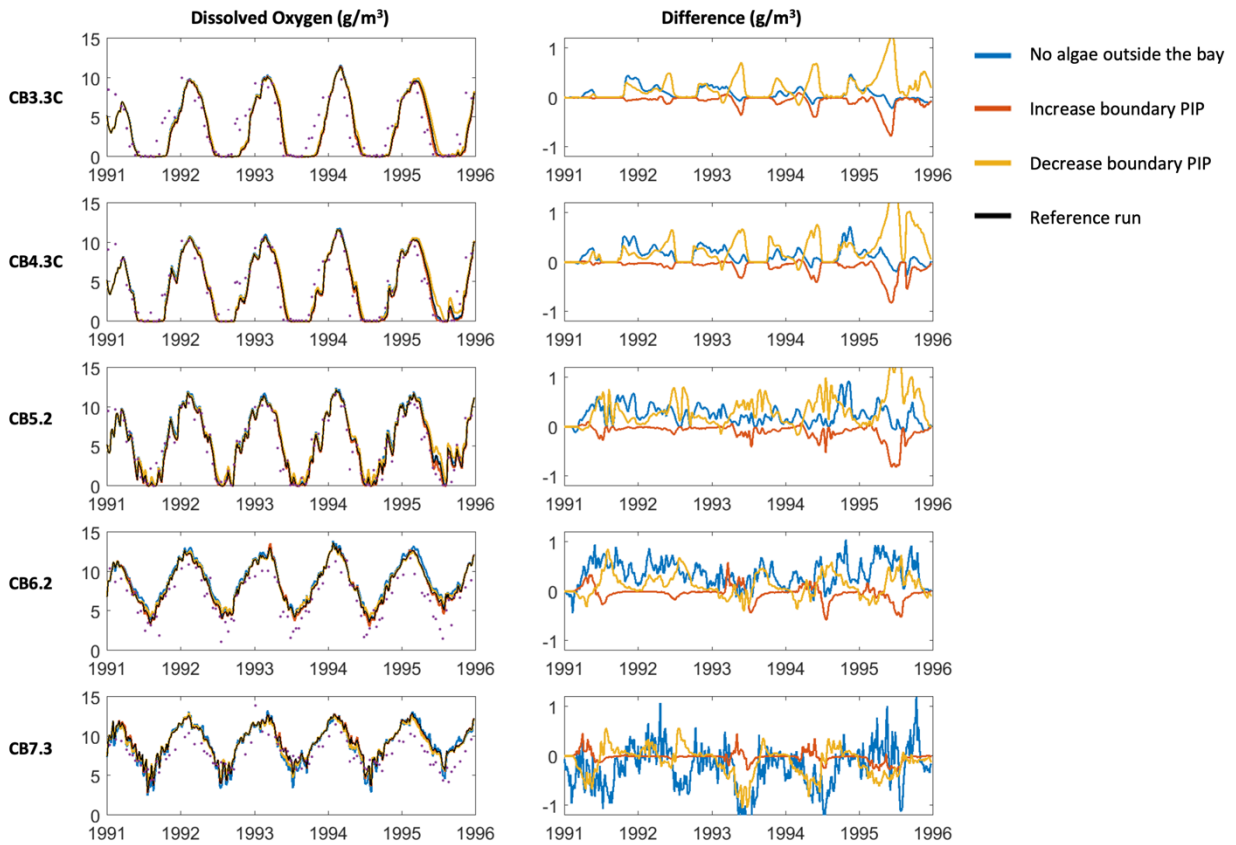 Dissolved Oxygen (g/m³) Difference (g/m³)
No algae outside the bay
Increase boundary PIP
Decrease boundary PIP
Reference run
CB3.3C
15
10
5
0
1991 1992 1993 1994 1995 1996
1
0
-1
1991 1992 1993 1994 1995 1996
CB4.3C
15
10
5
0
1991 1992 1993 1994 1995 1996
1
0
-1
1991 1992 1993 1994 1995 1996
CB5.2
15
10
5
0
1991 1992 1993 1994 1995 1996
1
0
-1
1991 1992 1993 1994 1995 1996
CB6.2
15
10
5
0
1991 1992 1993 1994 1995 1996
1
0
-1
1991 1992 1993 1994 1995 1996
CB7.3
15
10
5
0
1991 1992 1993 1994 1995 1996
1
0
-1
1991 1992 1993 1994 1995 1996